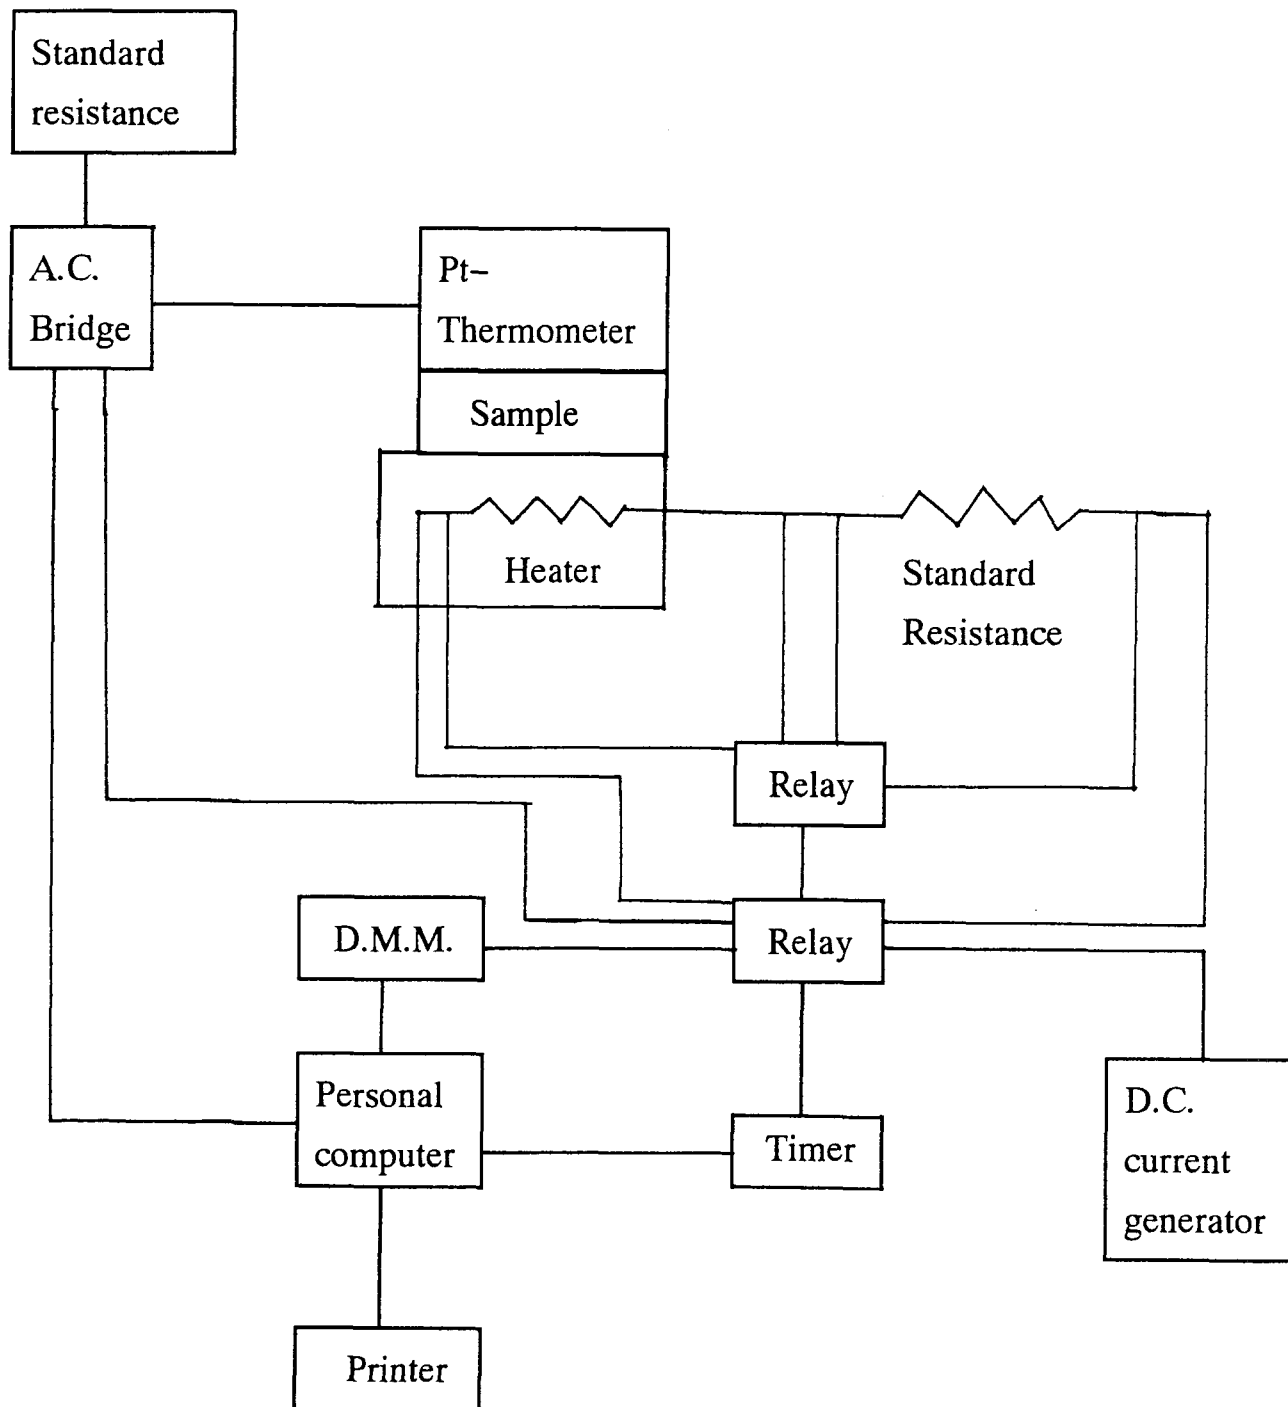 Standard
resistance
A.C.
Bridge
Pt–
Thermometer
Sample
Heater
Standard
Resistance
Relay
D.M.M.
Relay
Personal
computer
Timer
D.C.
current
generator
Printer